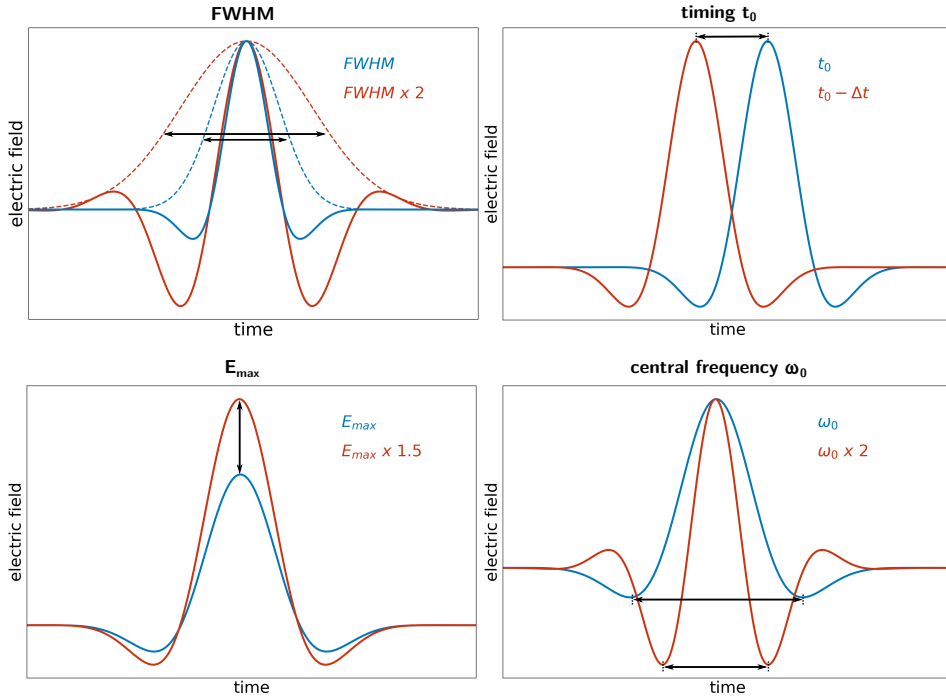 FWHM
electric field
FWHM
FWHM x 2
time
timing t0
electric field
t0
t0 − Δt
time
Emax
electric field
Emax
Emax x 1.5
time
central frequency ω0
electric field
ω0
ω0 x 2
time